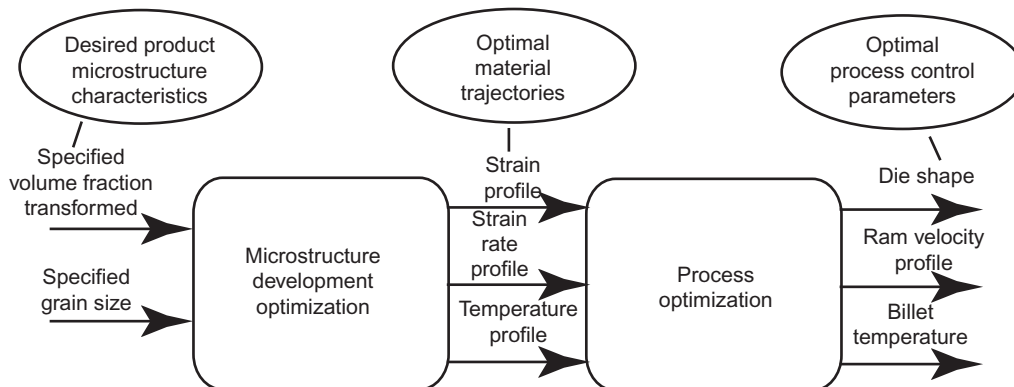 Desired product
microstructure
characteristics
Optimal
material
trajectories
Optimal
process control
parameters
Specified
volume fraction
transformed
Specified
grain size
Microstructure
development
optimization
Strain
profile
Strain
rate
profile
Temperature
profile
Process
optimization
Die shape
Ram velocity
profile
Billet
temperature